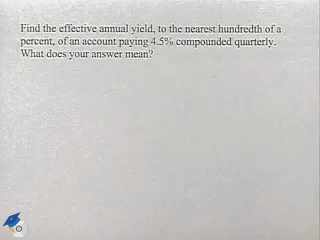 Find the effective annual yield, to the nearest hundredth of a
percent, of an account paying 4.5% compounded quarterly.
What does your answer mean?